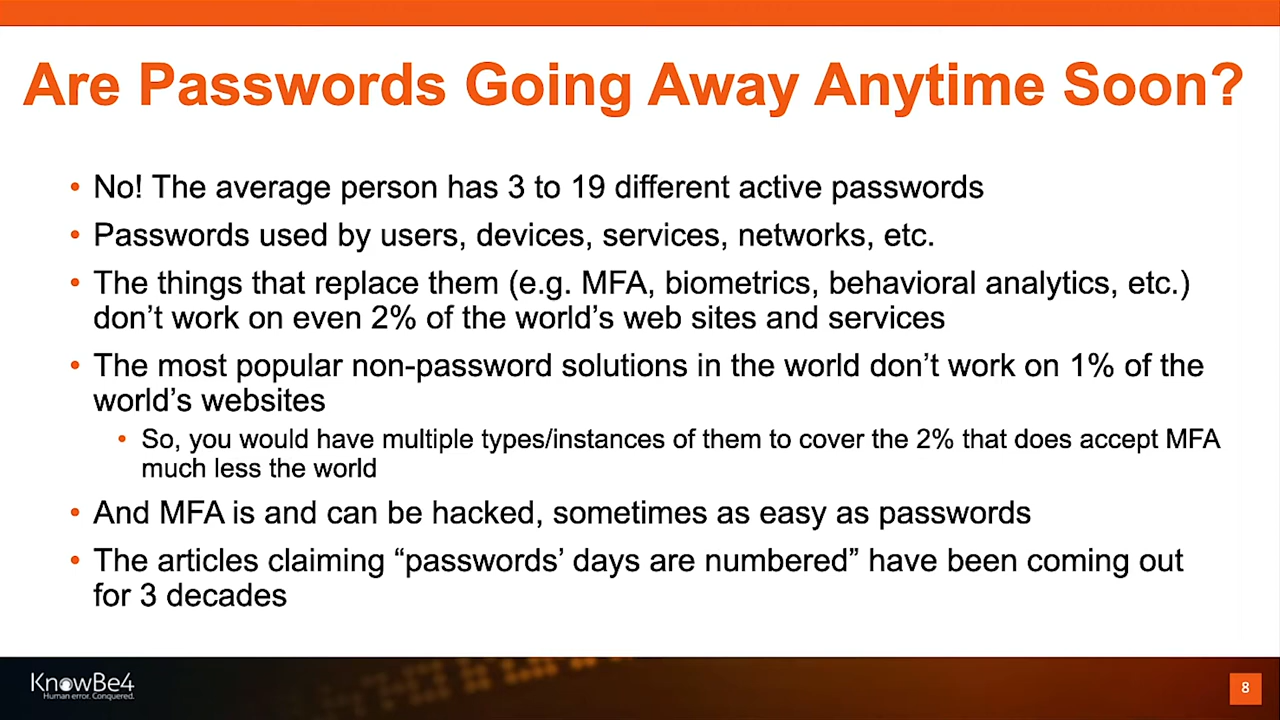 Are Passwords Going Away Anytime Soon?
• No! The average person has 3 to 19 different active passwords
• Passwords used by users, devices, services, networks, etc.
• The things that replace them (e.g. MFA, biometrics, behavioral analytics, etc.)
don’t work on even 2% of the world’s web sites and services
• The most popular non-password solutions in the world don’t work on 1% of the
world’s websites
• So, you would have multiple types/instances of them to cover the 2% that does accept MFA
much less the world
• And MFA is and can be hacked, sometimes as easy as passwords
• The articles claiming “passwords’ days are numbered” have been coming out
for 3 decades
KnowBe4
Human error. Conquered.
8